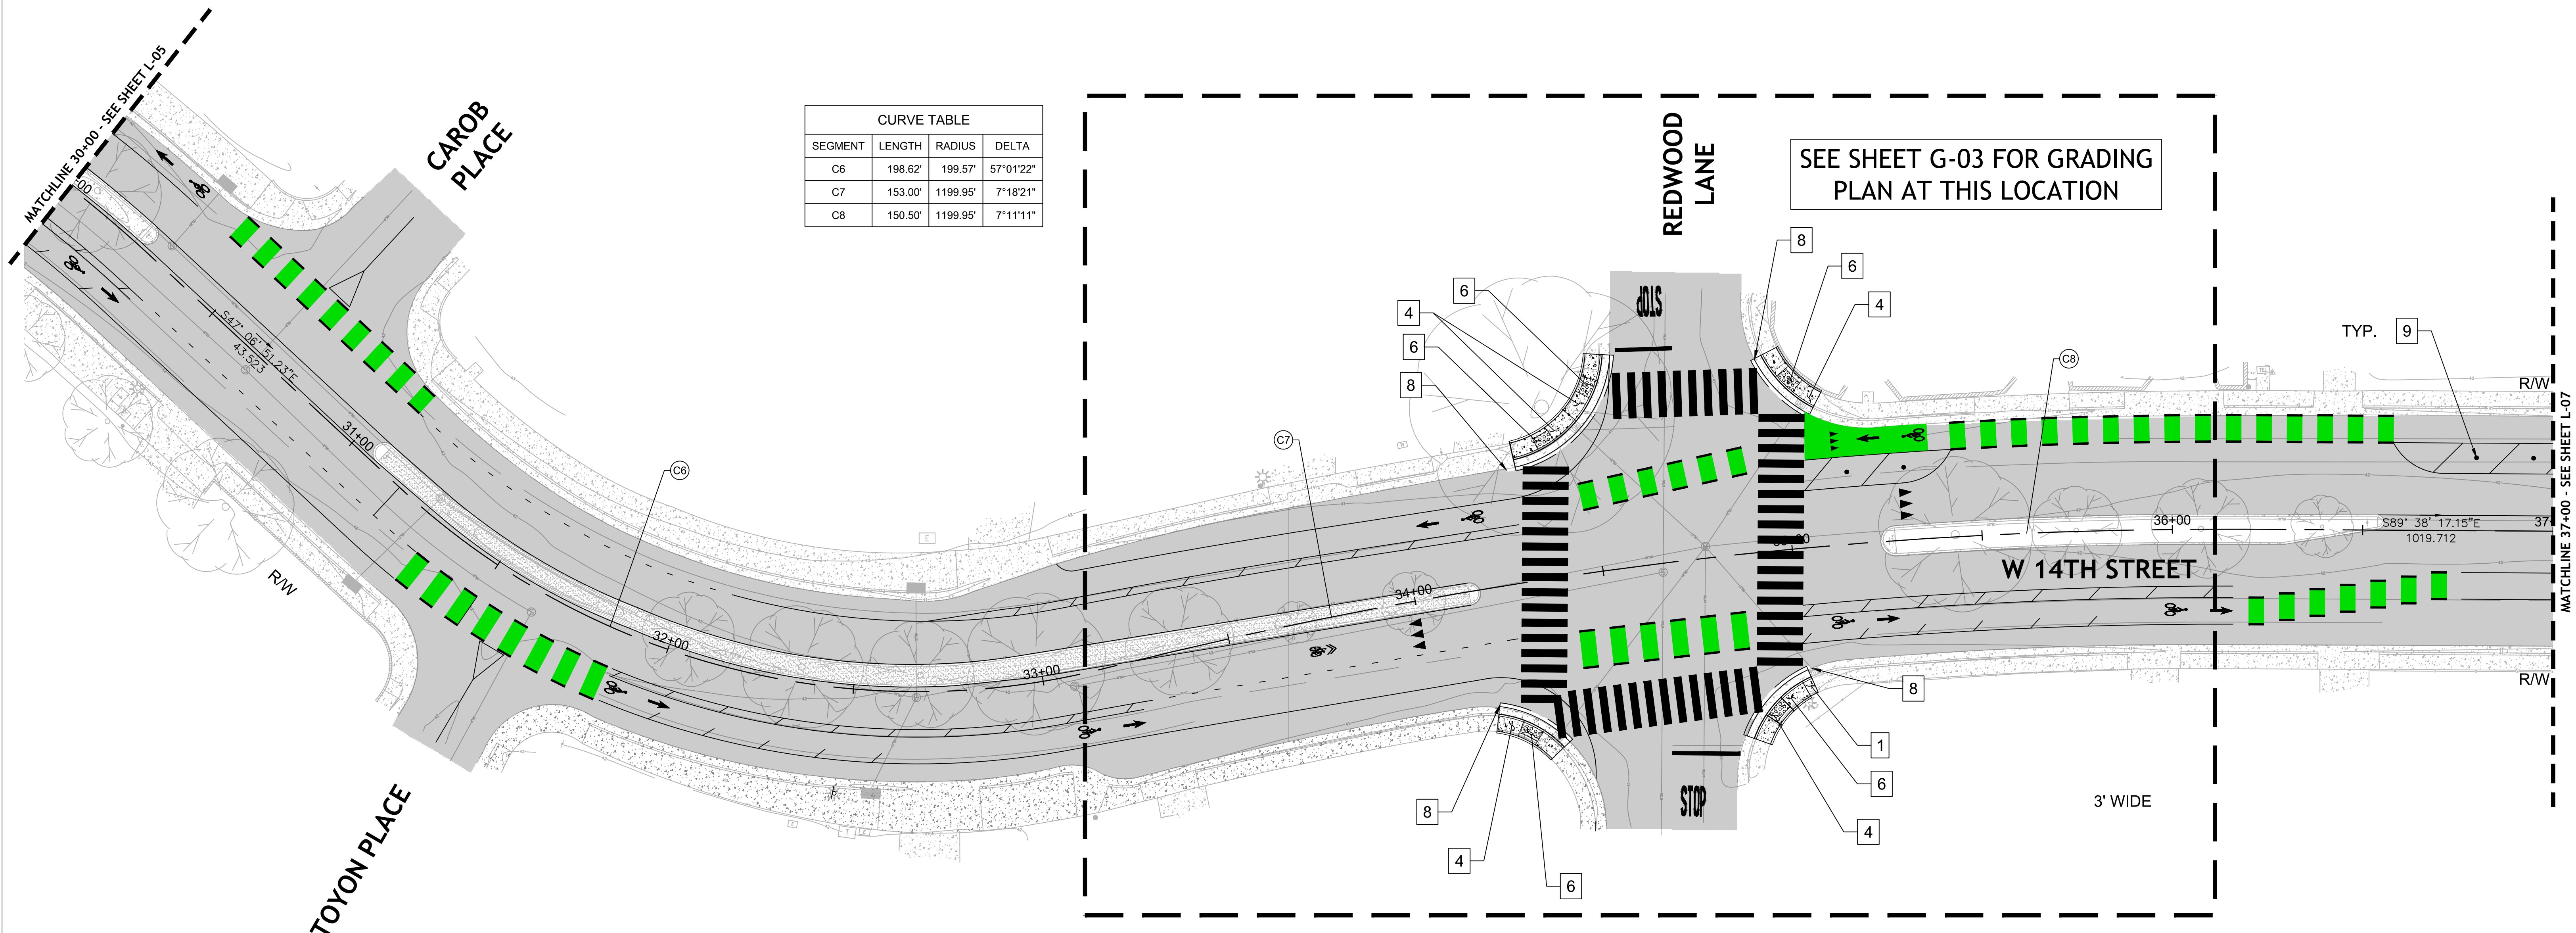 MATCHLINE 30+00 - SEE SHEET L-05
CAROB
PLACE
CURVE TABLE
SEGMENT LENGTH RADIUS DELTA
C6 198.62' 199.57' 57°01'22"
C7 153.00' 1199.95' 7°18'21"
C8 150.50' 1199.95' 7°11'11"
REDWOOD
LANE
SEE SHEET G-03 FOR GRADING
PLAN AT THIS LOCATION
8
6
4
6
4
6
8
STOP
TYP. 9
C8
R/W
S47° 06' 51.23"E
43.523
31+00
C6
C7
E
36+00
S89° 38' 17.15"E
1019.712
37+
W 14TH STREET
MATCHLINE 37+00 - SEE SHEET L-07
R/W
32+00
33+00
34+00
R/W
8
1
6
4
STOP
3' WIDE
8
4
6
E
T
E
TOYON PLACE